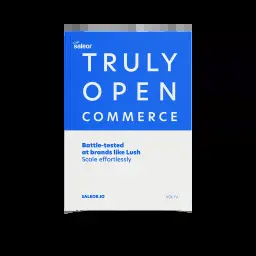 saleor
TRULY
OPEN
COMMERCE
Battle-tested
at brands like Lush
Scale effortlessly
SALEOR.IO